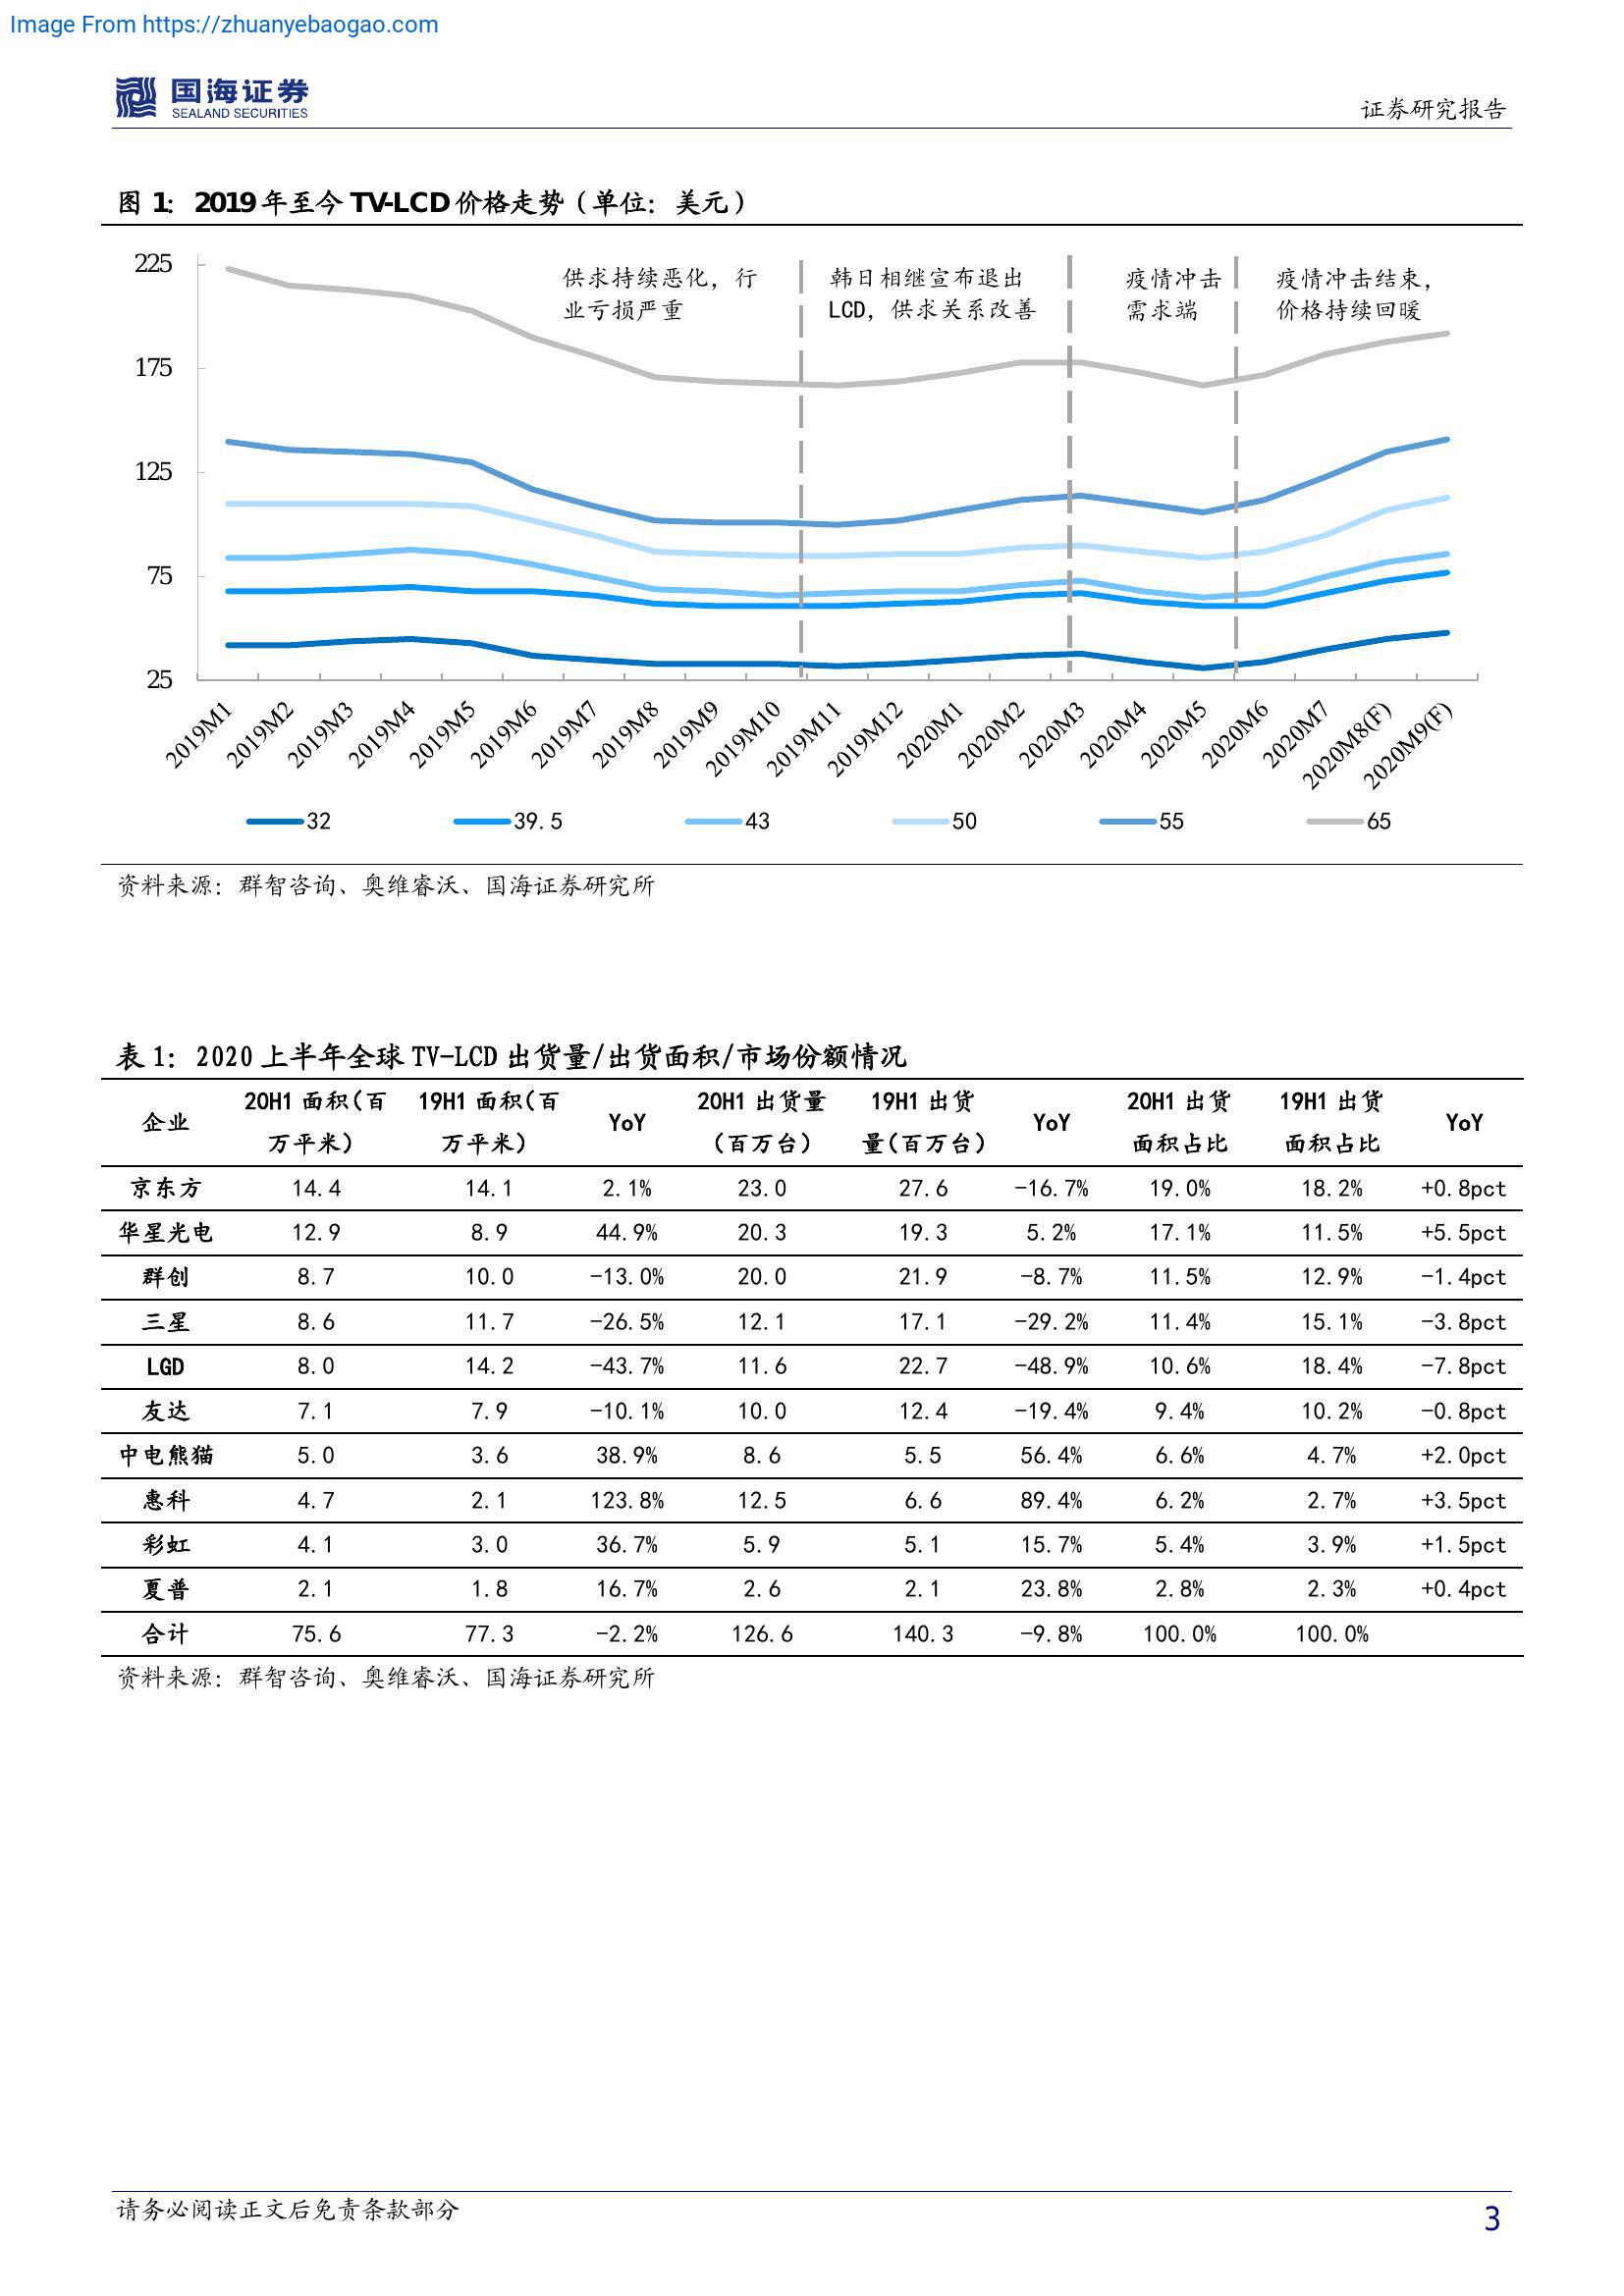 Image From https://zhuanyebaogao.com
国海证券
SEALAND SECURITIES
证券研究报告
图 1: 2019年至今 TV-LCD 价格走势（单位：美元）
225
175
125
75
25
供求持续恶化，行
业亏损严重
韩日相继宣布退出
LCD，供求关系改善
疫情冲击
需求端
疫情冲击结束，
价格持续回暖
2019M1 2019M2 2019M3 2019M4 2019M5 2019M6 2019M7 2019M8 2019M9 2019M10 2019M11 2019M12 2020M1 2020M2 2020M3 2020M4 2020M5 2020M6 2020M7 2020M8(F) 2020M9(F)
32 39.5 43 50 55 65
资料来源：群智咨询、奥维睿沃、国海证券研究所
表 1：2020 上半年全球 TV-LCD 出货量/出货面积/市场份额情况
企业 20H1 面积(百 19H1 面积(百 YoY 20H1 出货量 19H1 出货 YoY 20H1 出货 19H1 出货 YoY
万平米) 万平米) (百万台) 量(百万台) 面积占比 面积占比
京东方 14.4 14.1 2.1% 23.0 27.6 -16.7% 19.0% 18.2% +0.8pct
华星光电 12.9 8.9 44.9% 20.3 19.3 5.2% 17.1% 11.5% +5.5pct
群创 8.7 10.0 -13.0% 20.0 21.9 -8.7% 11.5% 12.9% -1.4pct
三星 8.6 11.7 -26.5% 12.1 17.1 -29.2% 11.4% 15.1% -3.8pct
LGD 8.0 14.2 -43.7% 11.6 22.7 -48.9% 10.6% 18.4% -7.8pct
友达 7.1 7.9 -10.1% 10.0 12.4 -19.4% 9.4% 10.2% -0.8pct
中电熊猫 5.0 3.6 38.9% 8.6 5.5 56.4% 6.6% 4.7% +2.0pct
惠科 4.7 2.1 123.8% 12.5 6.6 89.4% 6.2% 2.7% +3.5pct
彩虹 4.1 3.0 36.7% 5.9 5.1 15.7% 5.4% 3.9% +1.5pct
夏普 2.1 1.8 16.7% 2.6 2.1 23.8% 2.8% 2.3% +0.4pct
合计 75.6 77.3 -2.2% 126.6 140.3 -9.8% 100.0% 100.0%
资料来源：群智咨询、奥维睿沃、国海证券研究所
请务必阅读正文后免责条款部分
3